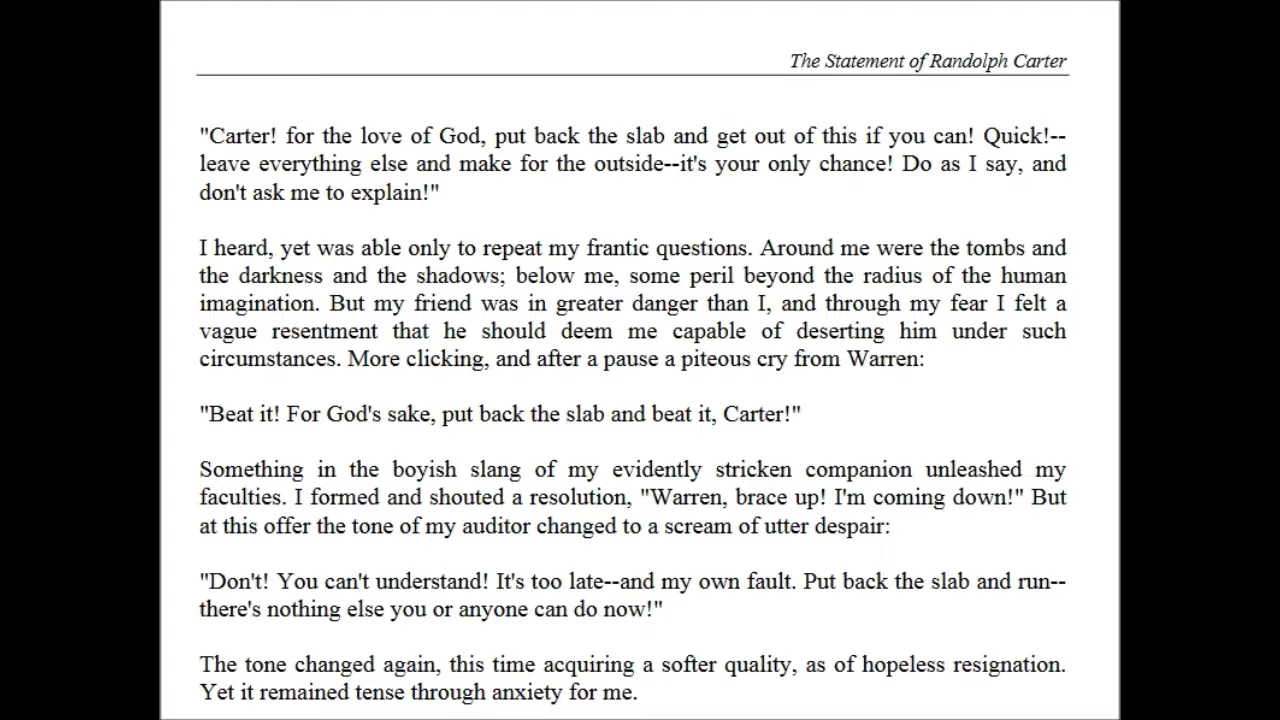 The Statement of Randolph Carter
"Carter! for the love of God, put back the slab and get out of this if you can! Quick!--
leave everything else and make for the outside--it's your only chance! Do as I say, and
don't ask me to explain!"
I heard, yet was able only to repeat my frantic questions. Around me were the tombs and
the darkness and the shadows; below me, some peril beyond the radius of the human
imagination. But my friend was in greater danger than I, and through my fear I felt a
vague resentment that he should deem me capable of deserting him under such
circumstances. More clicking, and after a pause a piteous cry from Warren:
"Beat it! For God's sake, put back the slab and beat it, Carter!"
Something in the boyish slang of my evidently stricken companion unleashed my
faculties. I formed and shouted a resolution, "Warren, brace up! I'm coming down!" But
at this offer the tone of my auditor changed to a scream of utter despair:
"Don't! You can't understand! It's too late--and my own fault. Put back the slab and run--
there's nothing else you or anyone can do now!"
The tone changed again, this time acquiring a softer quality, as of hopeless resignation.
Yet it remained tense through anxiety for me.